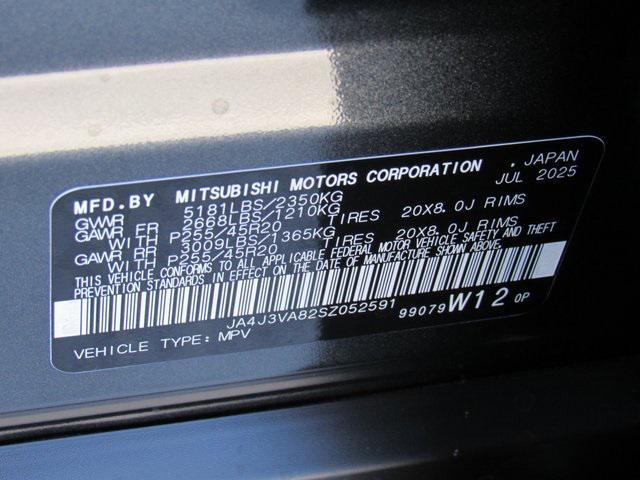 MFD.BY MITSUBISHI MOTORS CORPORATION , JAPAN
JUL 2025
GVWR 5181LBS/2350KG
GAWR FR 2668LBS/1210KG
WITH P255/45R20 TIRES 20X8.0J RIMS
GAWR RR 3009LBS/1365KG
WITH P255/45R20 TIRES 20X8.0J RIMS
THIS VEHICLE CONFORMS TO ALL APPLICABLE FEDERAL MOTOR VEHICLE SAFETY AND THEFT
PREVENTION STANDARDS IN EFFECT ON THE DATE OF MANUFACTURE SHOWN ABOVE.
JA4J3VA82SZ052591
VEHICLE TYPE: MPV 99079 W12 0P